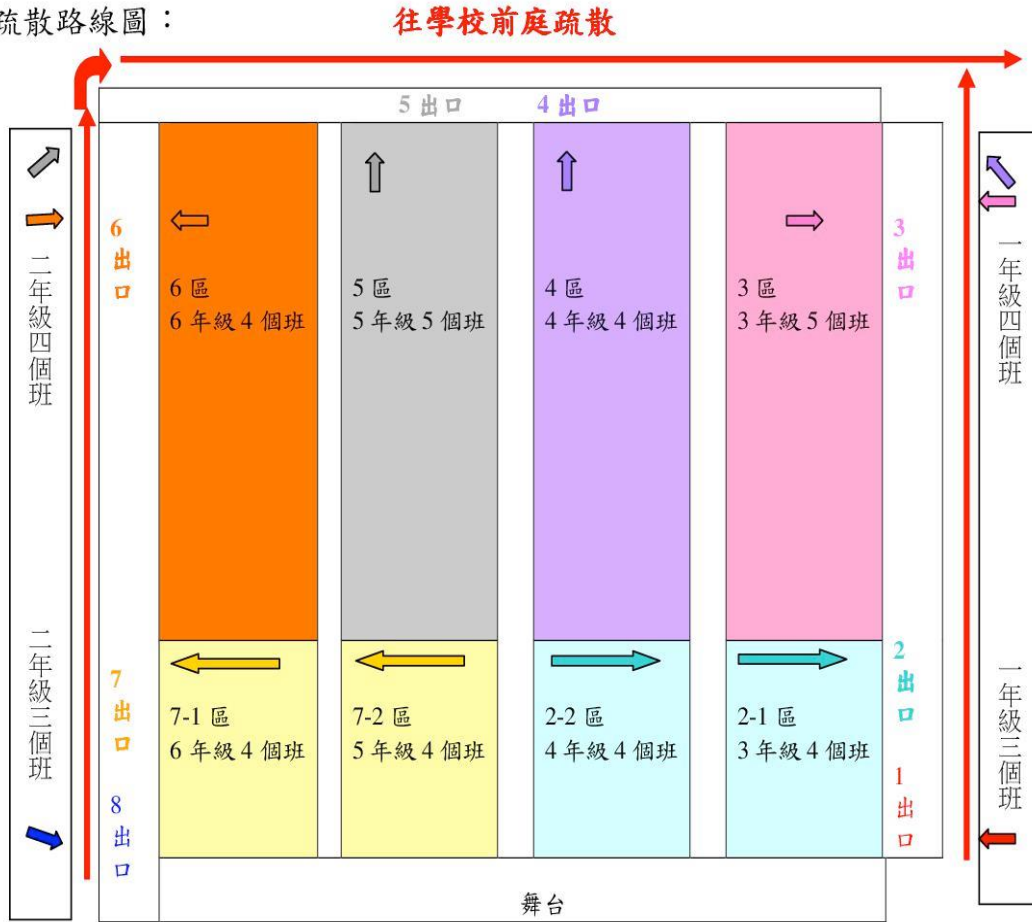 疏散路線圖：
往學校前庭疏散
5 出口
4 出口
6 出口
3 出口
二年級四個班
6 區
6 年級 4 個班
5 區
5 年級 5 個班
4 區
4 年級 4 個班
3 區
3 年級 5 個班
一年級四個班
二年級三個班
7 出口
8 出口
7-1 區
6 年級 4 個班
7-2 區
5 年級 4 個班
2-2 區
4 年級 4 個班
2-1 區
3 年級 4 個班
2 出口
1 出口
一年級三個班
舞台